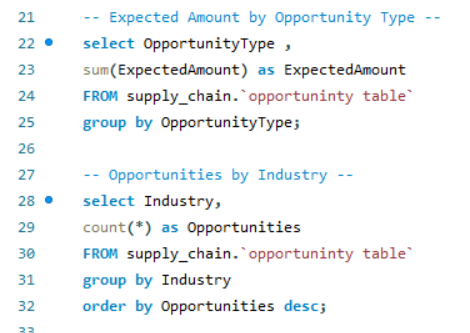 21 -- Expected Amount by Opportunity Type --
22 select OpportunityType ,
23 sum(ExpectedAmount) as ExpectedAmount
24 FROM supply_chain.`opportuninty table`
25 group by OpportunityType;
26
27 -- Opportunities by Industry --
28 select Industry,
29 count(*) as Opportunities
30 FROM supply_chain.`opportuninty table`
31 group by Industry
32 order by Opportunities desc;
33